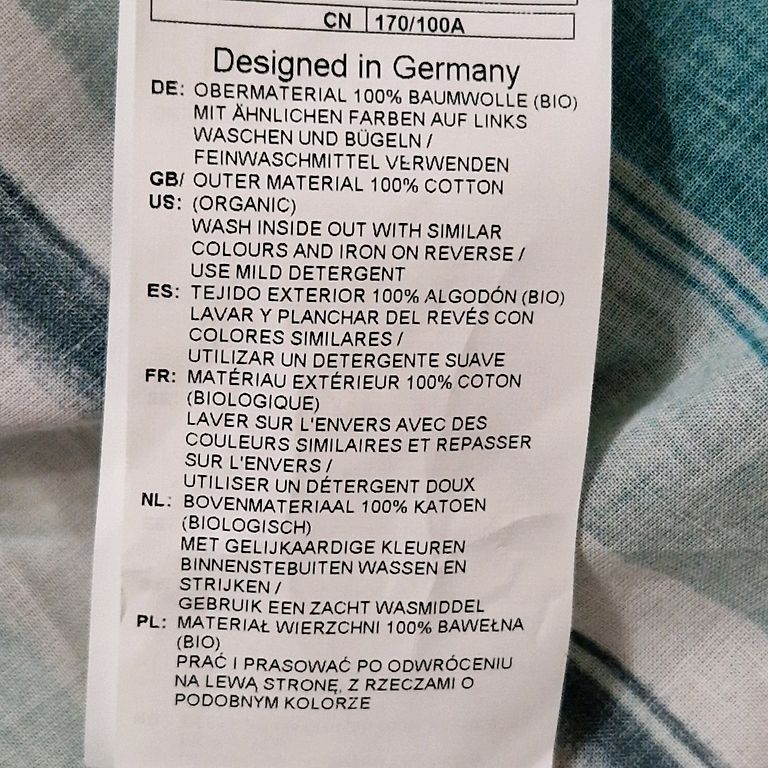 CN 170/100A
Designed in Germany
DE: OBERMATERIAL 100% BAUMWOLLE (BIO)
MIT ÄHNLICHEN FARBEN AUF LINKS
WASCHEN UND BÜGELN /
FEINWASCHMITTEL VERWENDEN
GB/ OUTER MATERIAL 100% COTTON
US: (ORGANIC)
WASH INSIDE OUT WITH SIMILAR
COLOURS AND IRON ON REVERSE /
USE MILD DETERGENT
ES: TEJIDO EXTERIOR 100% ALGODÓN (BIO)
LAVAR Y PLANCHAR DEL REVÉS CON
COLORES SIMILARES /
UTILIZAR UN DETERGENTE SUAVE
FR: MATÉRIAU EXTÉRIEUR 100% COTON
(BIOLOGIQUE)
LAVER SUR L'ENVERS AVEC DES
COULEURS SIMILAIRES ET REPASSER
SUR L'ENVERS /
UTILISER UN DÉTERGENT DOUX
NL: BOVENMATERIAAL 100% KATOEN
(BIOLOGISCH)
MET GELIJKAARDIGE KLEUREN
BINNENSTEBUITEN WASSEN EN
STRIJKEN /
GEBRUIK EEN ZACHT WASMIDDEL
PL: MATERIAŁ WIERZCHNI 100% BAWEŁNA
(BIO)
PRAĆ I PRASOWAĆ PO ODWRÓCENIU
NA LEWĄ STRONĘ, Z RZECZAMI O
PODOBNYM KOLORZE